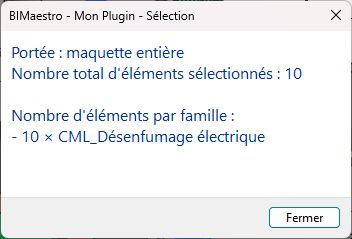 BIMaestro - Mon Plugin - Sélection
Portée : maquette entière
Nombre total d'éléments sélectionnés : 10
Nombre d'éléments par famille :
- 10 × CML_Désenfumage électrique
Fermer